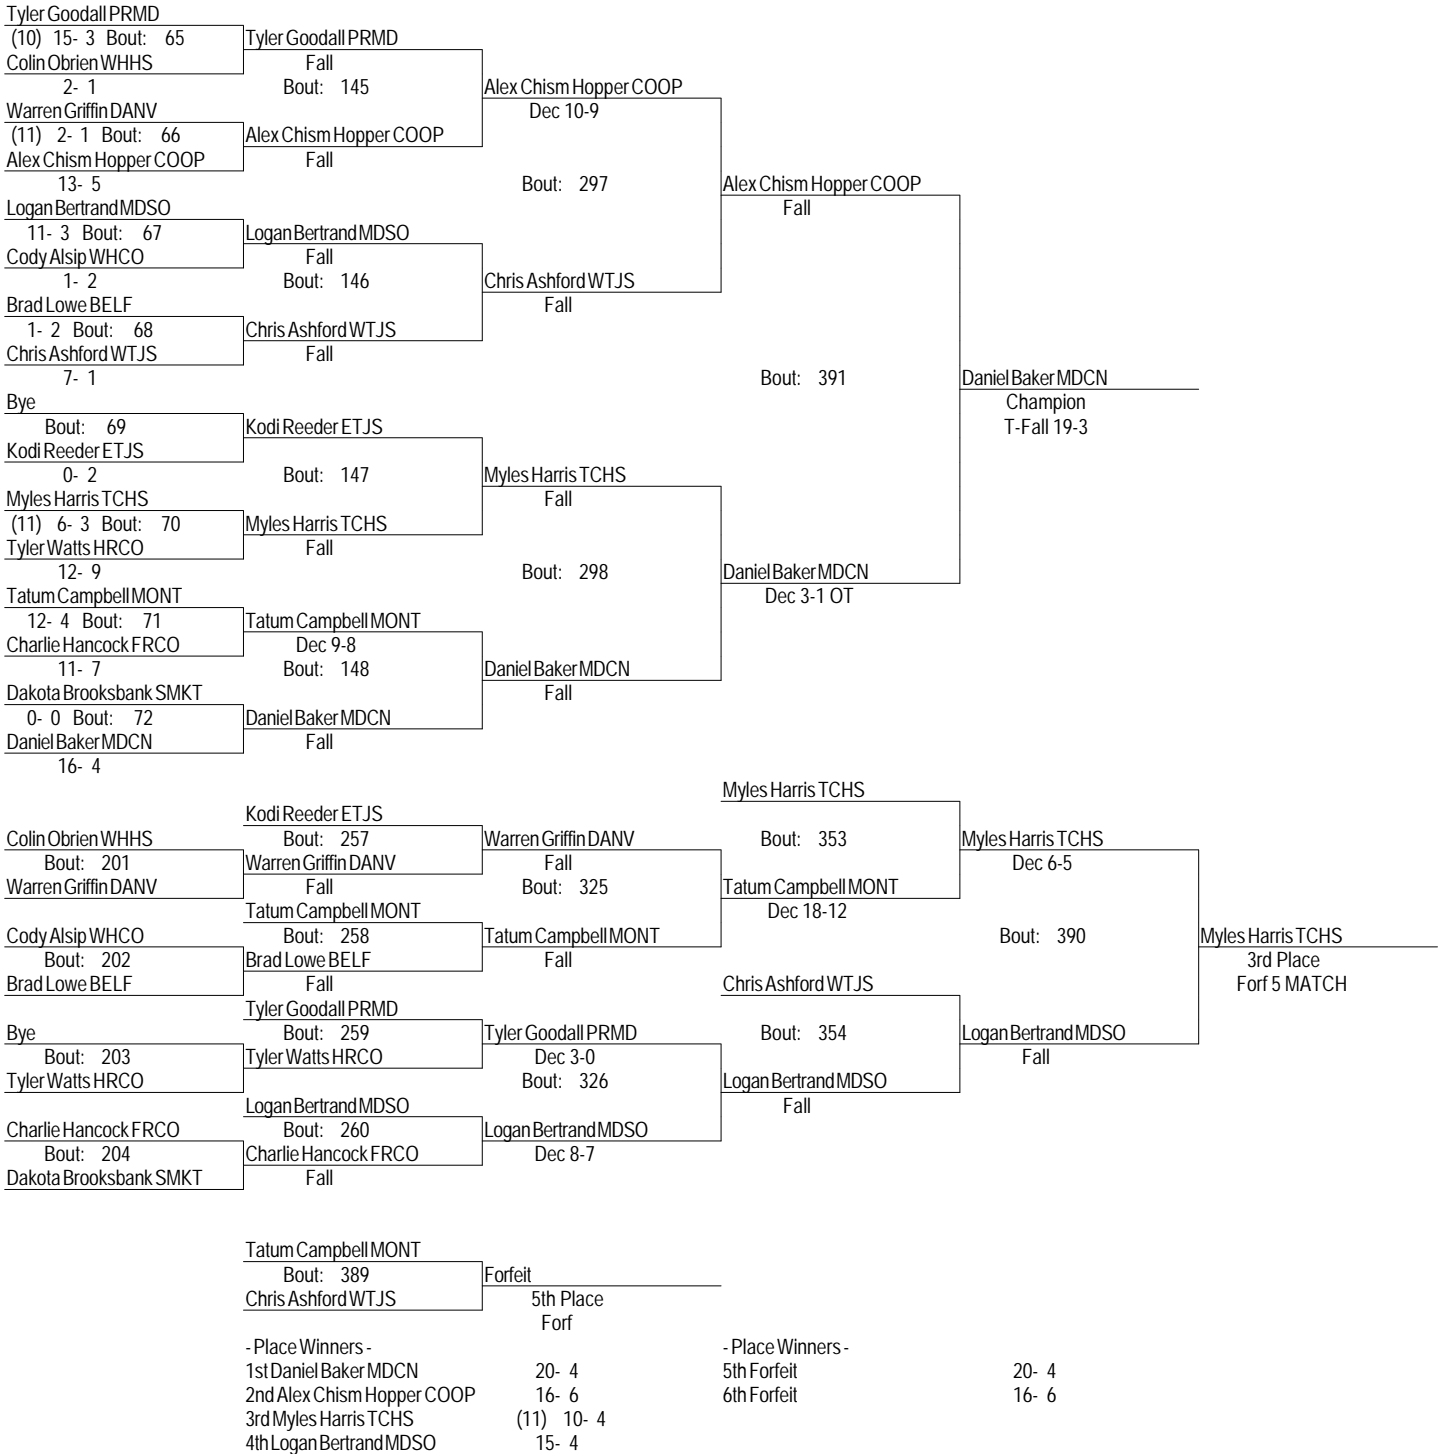 Tyler Goodall PRMD
(10) 15- 3 Bout: 65 Tyler Goodall PRMD
Colin Obrien WHHS Fall
2- 1 Bout: 145 Alex Chism Hopper COOP
Warren Griffin DANV Dec 10-9
(11) 2- 1 Bout: 66 Alex Chism Hopper COOP
Alex Chism Hopper COOP Fall
13- 5 Bout: 297 Alex Chism Hopper COOP
Logan Bertrand MDSO Fall
11- 3 Bout: 67 Logan Bertrand MDSO
Cody Alsip WHCO Fall
1- 2 Bout: 146 Chris Ashford WTJS
Brad Lowe BELF Fall
1- 2 Bout: 68 Chris Ashford WTJS
Chris Ashford WTJS Fall
7- 1 Bout: 391 Daniel Baker MDCN
Bye Champion
Bout: 69 Kodi Reeder ETJS T-Fall 19-3
Kodi Reeder ETJS
0- 2 Bout: 147 Myles Harris TCHS
Myles Harris TCHS Fall
(11) 6- 3 Bout: 70 Myles Harris TCHS
Tyler Watts HRCO Fall
12- 9 Bout: 298 Daniel Baker MDCN
Tatum Campbell MONT Dec 3-1 OT
12- 4 Bout: 71 Tatum Campbell MONT
Charlie Hancock FRCO Dec 9-8
11- 7 Bout: 148 Daniel Baker MDCN
Dakota Brooksbank SMKT Fall
0- 0 Bout: 72 Daniel Baker MDCN
Daniel Baker MDCN Fall
16- 4
Myles Harris TCHS
Kodi Reeder ETJS
Colin Obrien WHHS Bout: 257 Warren Griffin DANV Bout: 353 Myles Harris TCHS
Bout: 201 Warren Griffin DANV Fall Dec 6-5
Warren Griffin DANV Fall Bout: 325 Tatum Campbell MONT
Tatum Campbell MONT Dec 18-12
Cody Alsip WHCO Bout: 258 Tatum Campbell MONT Bout: 390 Myles Harris TCHS
Bout: 202 Brad Lowe BELF Fall 3rd Place
Brad Lowe BELF Fall Chris Ashford WTJS Forf 5 MATCH
Tyler Goodall PRMD
Bye Bout: 259 Tyler Goodall PRMD Bout: 354 Logan Bertrand MDSO
Bout: 203 Tyler Watts HRCO Dec 3-0 Fall
Tyler Watts HRCO Bout: 326 Logan Bertrand MDSO
Logan Bertrand MDSO Fall
Charlie Hancock FRCO Bout: 260 Logan Bertrand MDSO
Bout: 204 Charlie Hancock FRCO Dec 8-7
Dakota Brooksbank SMKT Fall
Tatum Campbell MONT
Bout: 389 Forfeit
Chris Ashford WTJS 5th Place
Forf
- Place Winners - - Place Winners -
1st Daniel Baker MDCN 20- 4 5th Forfeit 20- 4
2nd Alex Chism Hopper COOP 16- 6 6th Forfeit 16- 6
3rd Myles Harris TCHS (11) 10- 4
4th Logan Bertrand MDSO 15- 4